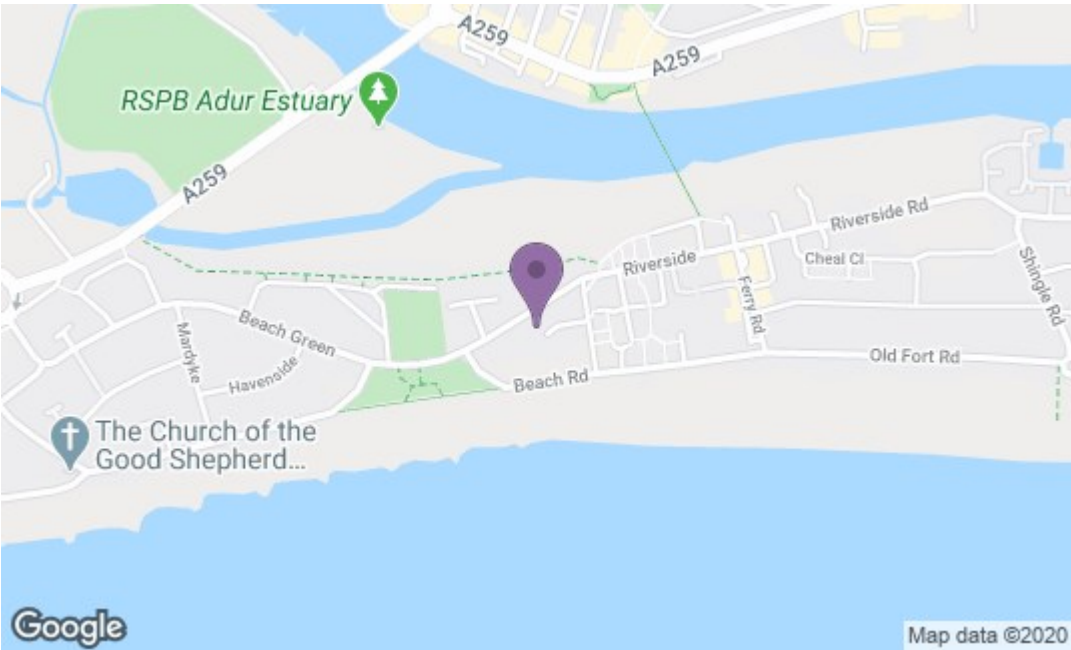 A259
A259
RSPB Adur Estuary
A259
Riverside Rd
Riverside
Cheal Cl
Shingle Rd
Ferry Rd
Beach Green
Mardyke
Havenside
Old Fort Rd
Beach Rd
The Church of the
Good Shepherd...
Google
Map data ©2020